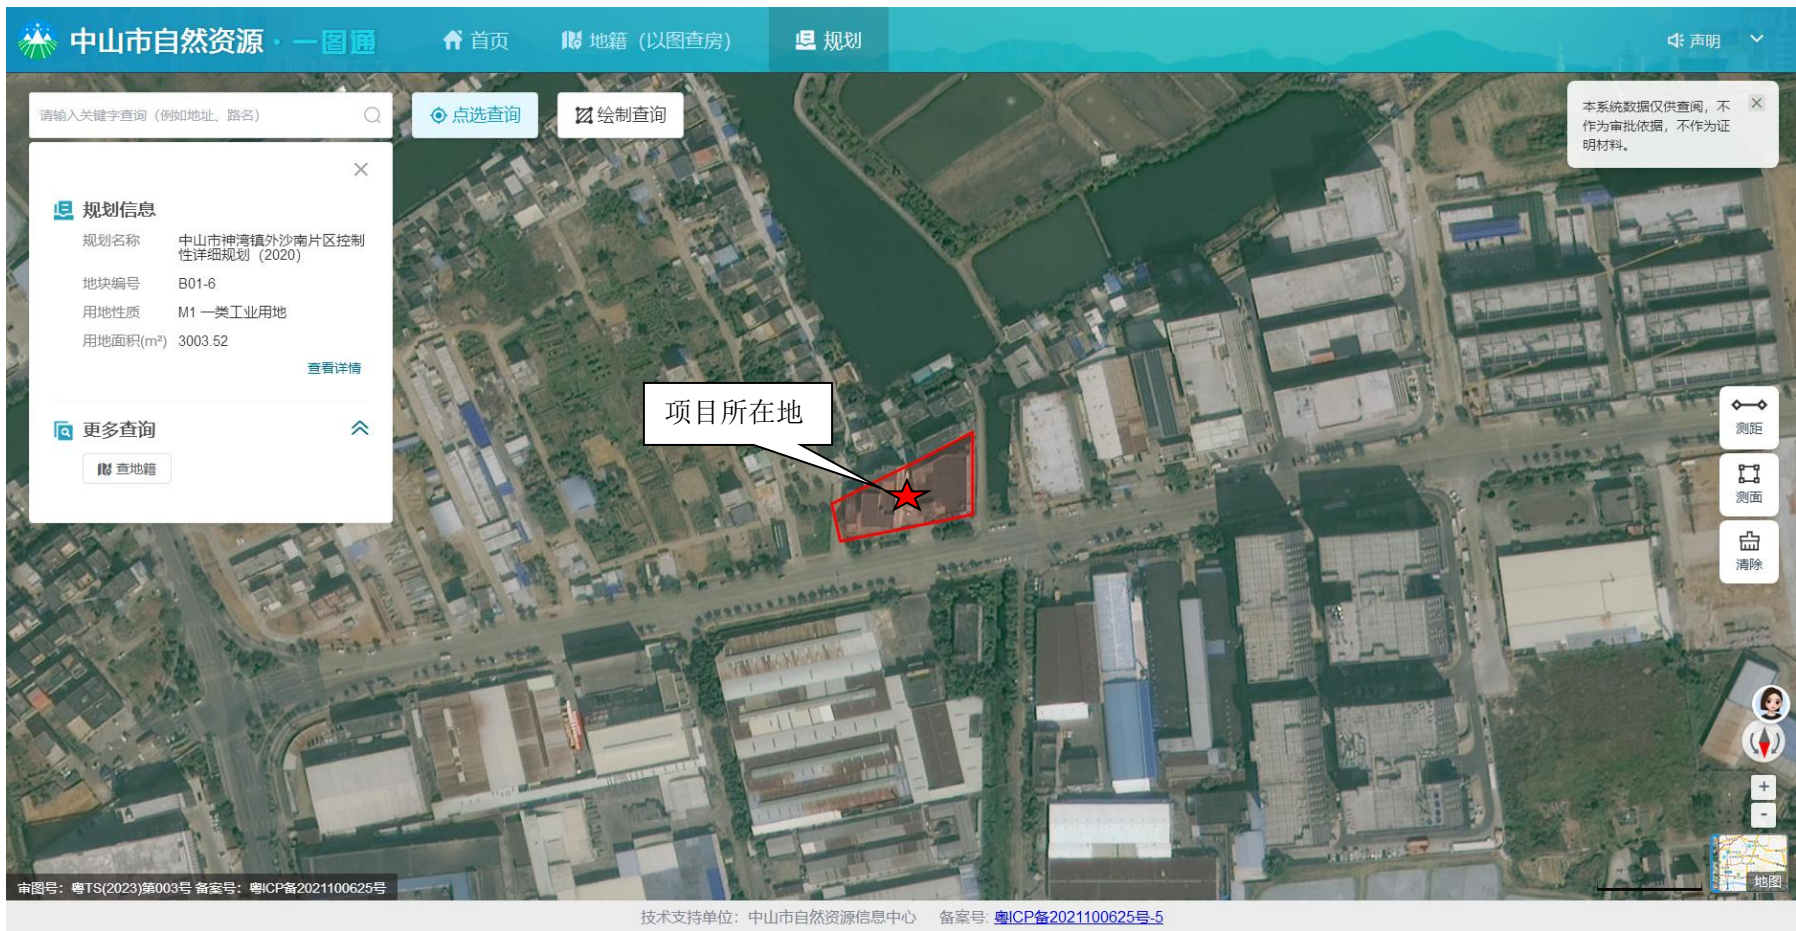 中山市自然资源·一图通
首页
地籍（以图查房）
规划
声明
请输入关键字查询（例如地址、路名）
点选查询
绘制查询
本系统数据仅供查阅，不
作为审批依据，不作为证
明材料。
规划信息
规划名称 中山市神湾镇外沙南片区控制
性详细规划（2020）
地块编号 B01-6
用地性质 M1 一类工业用地
用地面积(m²) 3003.52
查看详情
更多查询
查地籍
项目所在地
测距
测面
清除
+
-
地图
审图号：粤TS(2023)第003号 备案号：粤ICP备2021100625号
技术支持单位：中山市自然资源信息中心 备案号: 粤ICP备2021100625号-5